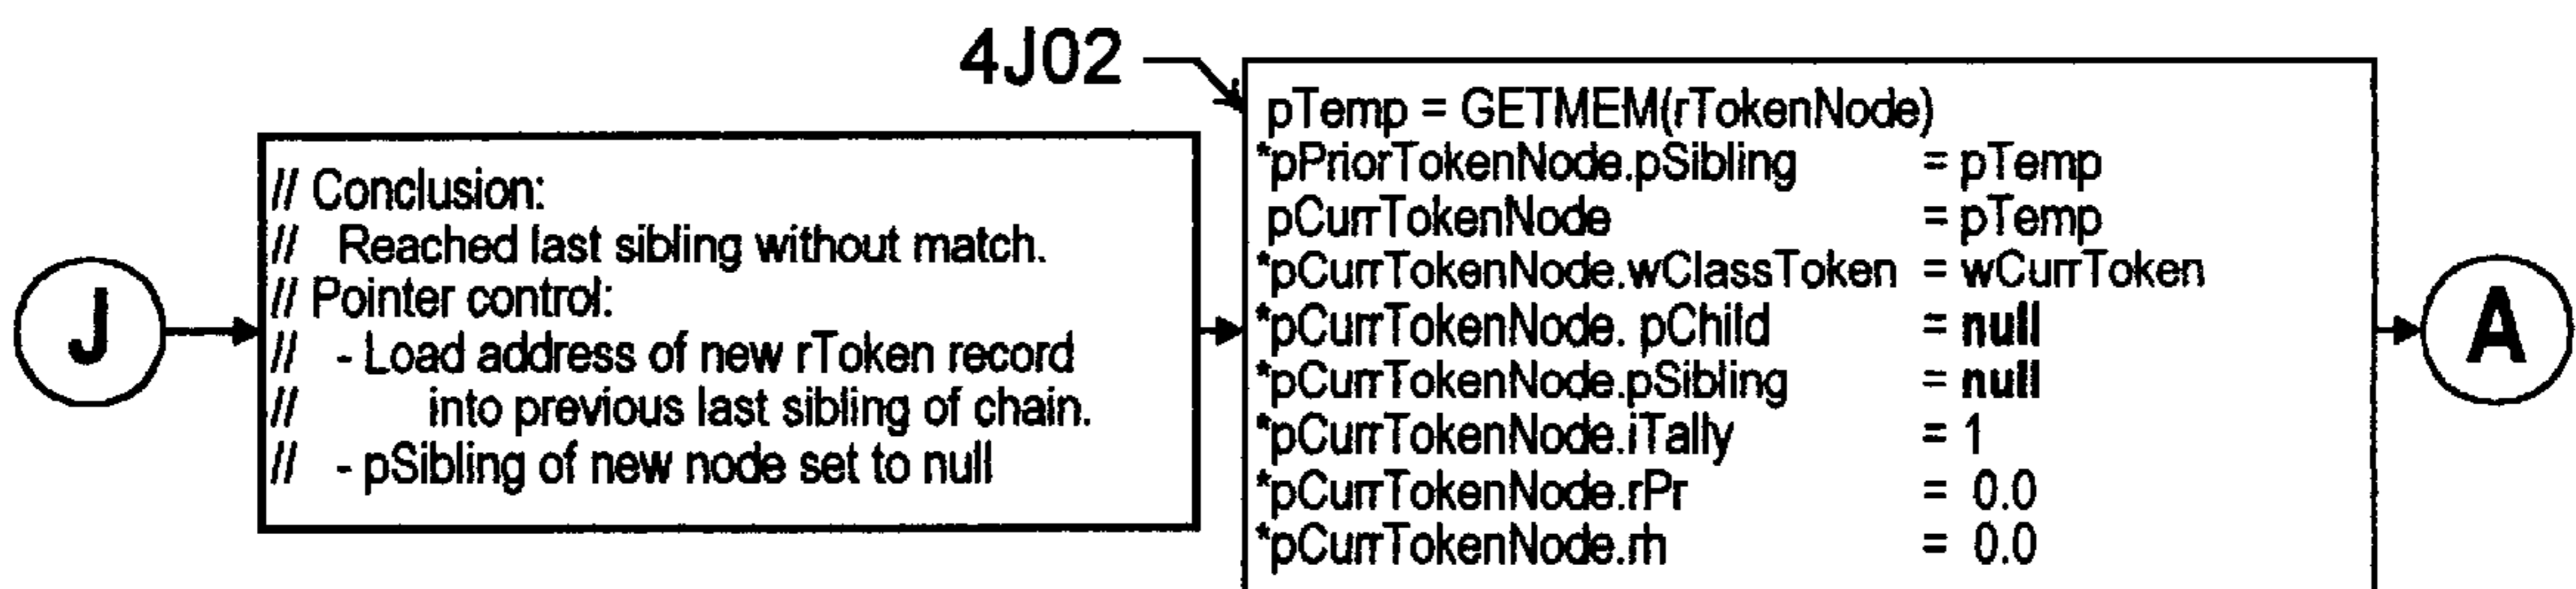 4J02
J
// Conclusion:
// Reached last sibling without match.
// Pointer control:
// - Load address of new rToken record
// into previous last sibling of chain.
// - pSibling of new node set to null
pTemp = GETMEM(rTokenNode)
*pPriorTokenNode.pSibling = pTemp
pCurrTokenNode = pTemp
*pCurrTokenNode.wClassToken = wCurrToken
*pCurrTokenNode. pChild = null
*pCurrTokenNode.pSibling = null
*pCurrTokenNode.iTally = 1
*pCurrTokenNode.rPr = 0.0
*pCurrTokenNode.rh = 0.0
A